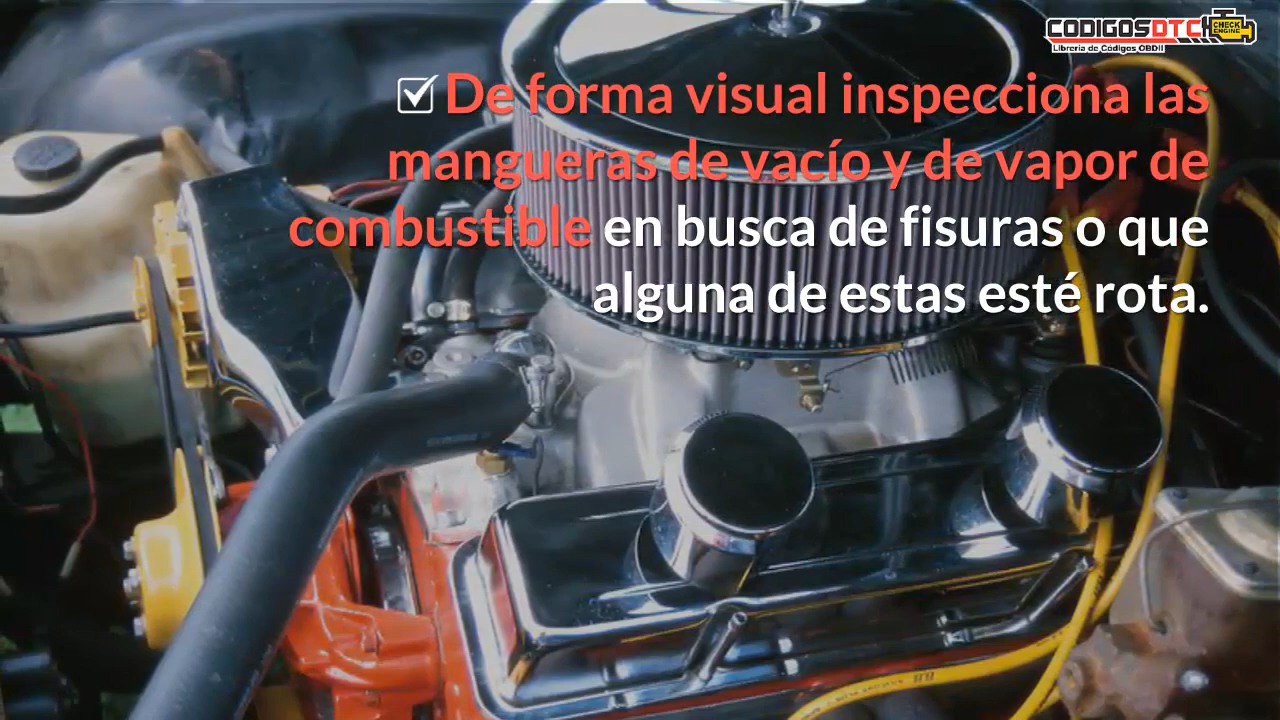 CODIGOSDTC
CHECK
ENGINE
Librería de Códigos OBDII
☑ De forma visual inspecciona las
mangueras de vacío y de vapor de
combustible en busca de fisuras o que
alguna de estas esté rota.